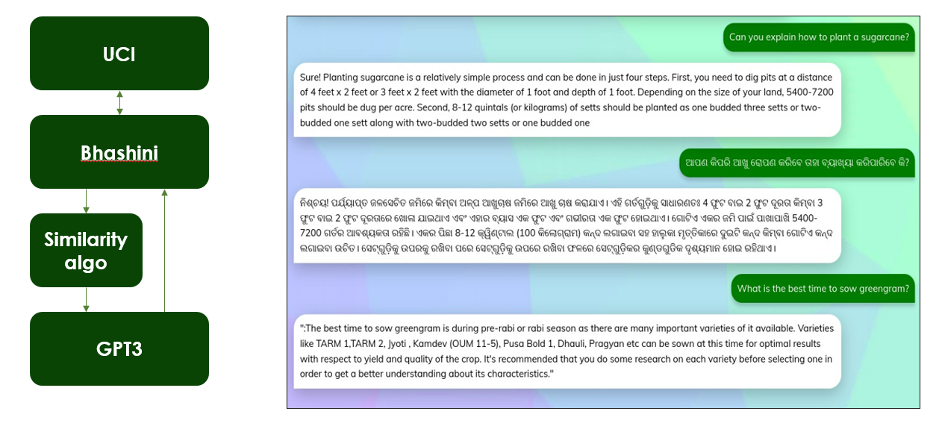 UCI
Bhashini
Similarity
algo
GPT3
Can you explain how to plant a sugarcane?
Sure! Planting sugarcane is a relatively simple process and can be done in just four steps. First, you need to dig pits at a distance
of 4 feet x 2 feet or 3 feet x 2 feet with the diameter of 1 foot and depth of 1 foot. Depending on the size of your land, 5400-7200
pits should be dug per acre. Second, 8-12 quintals (or kilograms) of setts should be planted as one budded three setts or two-
budded one sett along with two-budded two setts or one budded one
ଆପଣ କିପରି ଆଖୁ ରୋପଣ କରିବେ ତାହା ବ୍ୟାଖ୍ୟା କରିପାରିବେ କି?
ନିଶ୍ଚୟ! ପର୍ଯ୍ୟାପ୍ତ ଜଳସେଚିତ ଜମିରେ କିମ୍ବା ଅଳ୍ପ ଆଖୁଚାଷ ଜମିରେ ଆଖୁ ଚାଷ କରାଯାଏ। ଏହି ଗର୍ତ୍ତଗୁଡ଼ିକୁ ସାଧାରଣତଃ 4 ଫୁଟ ବାଇ 2 ଫୁଟ ଦୂରତା କିମ୍ବା 3
ଫୁଟ ବାଇ 2 ଫୁଟ ଦୂରତାରେ ଖୋଳା ଯାଇଥାଏ ଏବଂ ଏହାର ବ୍ୟାସ ଏକ ଫୁଟ ଏବଂ ଗଭୀରତା ଏକ ଫୁଟ ହୋଇଥାଏ। ଗୋଟିଏ ଏକର ଜମି ପାଇଁ ପାଖାପାଖି 5400-
7200 ଗର୍ତର ଆବଶ୍ୟକତା ରହିଛି। ଏକର ପିଛା 8-12 କ୍ୱିଣ୍ଟାଲ (100 କିଲୋଗ୍ରାମ) କନ୍ଦ ଲଗାଇବା ସହ ହାଲୁକା ମୃତ୍ତିକାରେ ଦୁଇଟି କନ୍ଦ କିମ୍ବା ଗୋଟିଏ କନ୍ଦ
ଲଗାଇବା ଉଚିତ। ସେଟଗୁଡ଼ିକୁ ଉପରକୁ ରଖିବା ପରେ ସେଟ୍‌ଗୁଡ଼ିକୁ ଉପରେ ରଖିବା ଫଳରେ ସେଟ୍‌ଗୁଡ଼ିକର କୁଣ୍ଡଗୁଡିକ ଦୃଶ୍ୟମାନ ହୋଇ ରହିଥାଏ।
What is the best time to sow greengram?
":The best time to sow greengram is during pre-rabi or rabi season as there are many important varieties of it available. Varieties
like TARM 1,TARM 2, Jyoti , Kamdev (OUM 11-5), Pusa Bold 1, Dhauli, Pragyan etc can be sown at this time for optimal results
with respect to yield and quality of the crop. It's recommended that you do some research on each variety before selecting one in
order to get a better understanding about its characteristics."